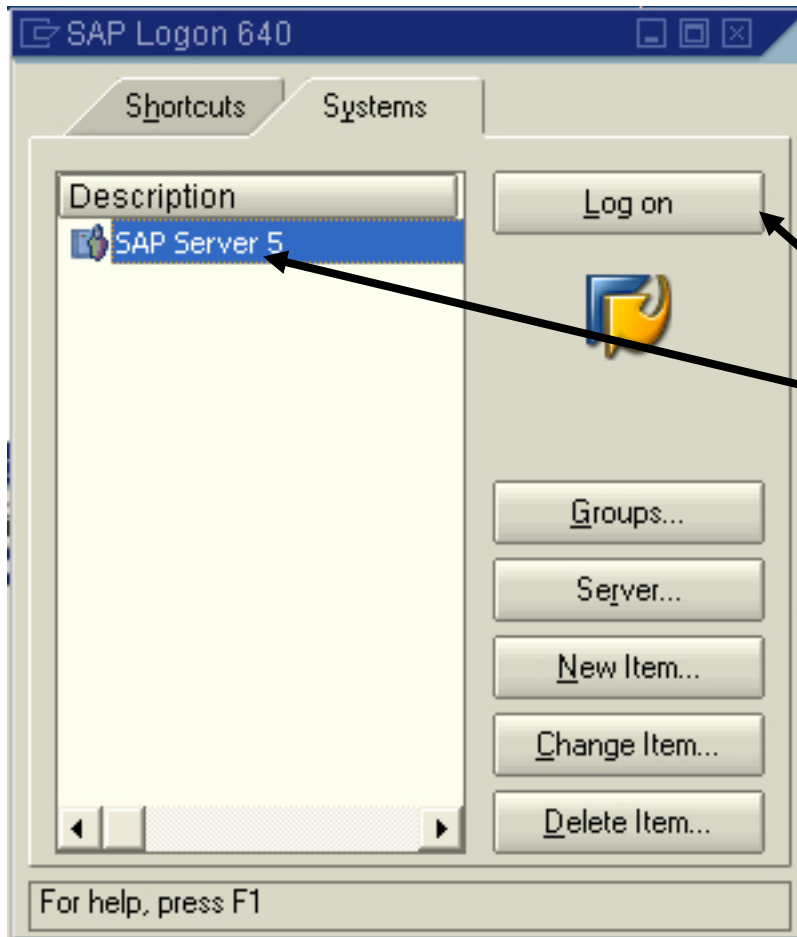 SAP Logon 640
Shortcuts Systems
Description
SAP Server 5
Log on
Groups...
Server...
New Item...
Change Item...
Delete Item...
For help, press F1